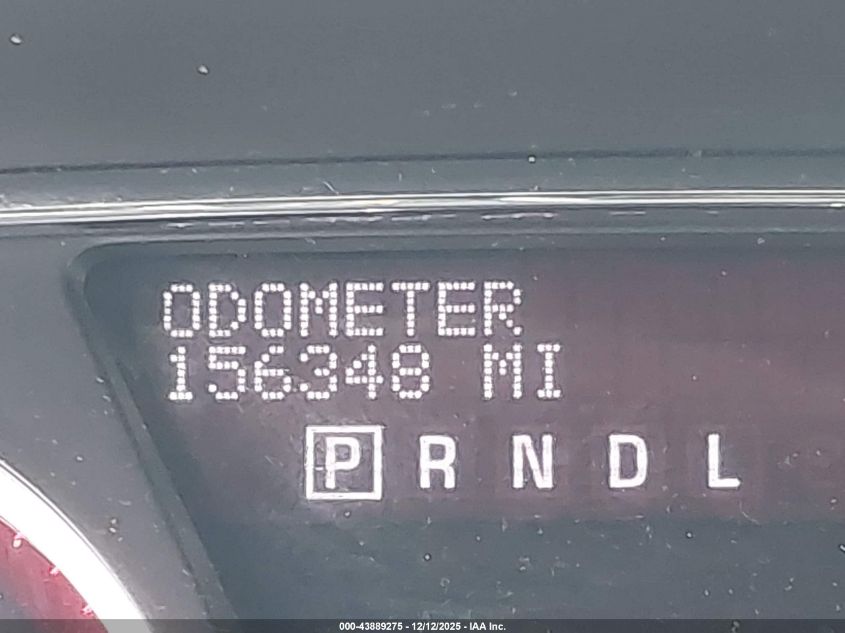 ODOMETER
156348 MI
P R N D L
000-43889275 - 12/12/2025 - IAA Inc.